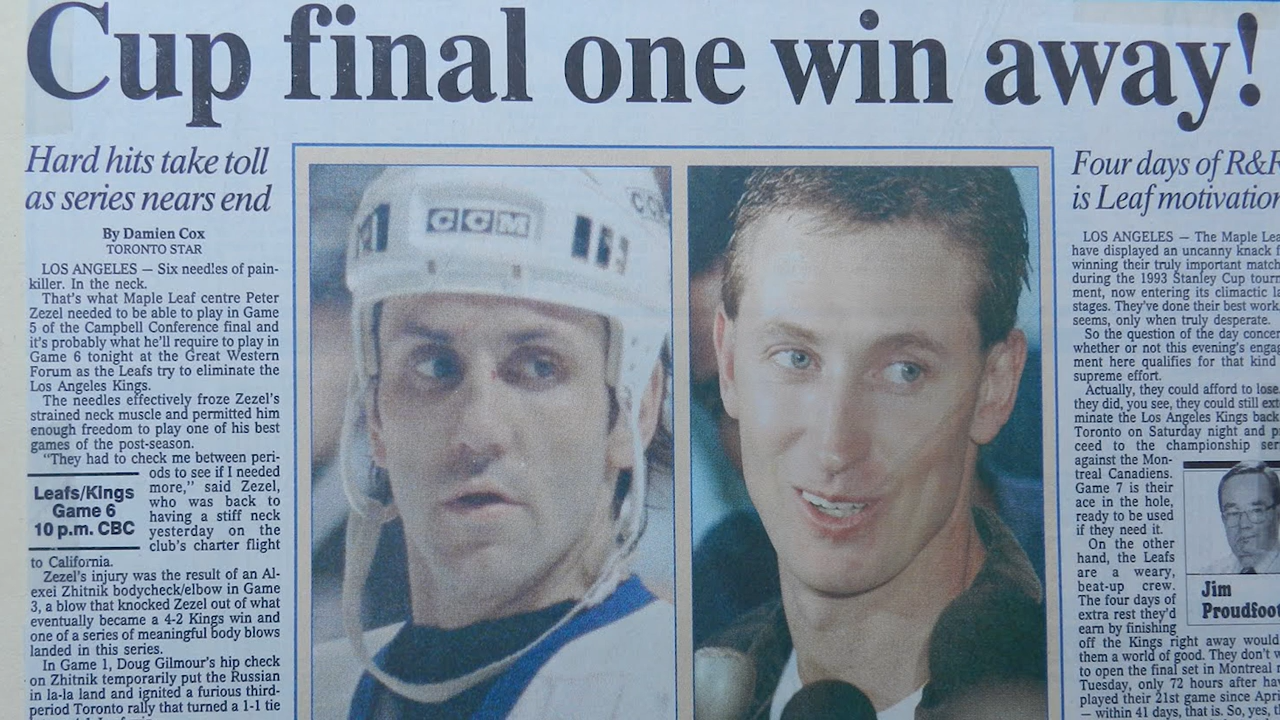 Cup final one win away!
Hard hits take toll
as series nears end
By Damien Cox
TORONTO STAR
LOS ANGELES — Six needles of pain-
killer. In the neck.
That's what Maple Leaf centre Peter
Zezel needed to be able to play in Game
5 of the Campbell Conference final and
it's probably what he'll require to play in
Game 6 tonight at the Great Western
Forum as the Leafs try to eliminate the
Los Angeles Kings.
The needles effectively froze Zezel's
strained neck muscle and permitted him
enough freedom to play one of his best
games of the post-season.
"They had to check me between peri-
ods to see if I needed
more," said Zezel,
who was back to
having a stiff neck
yesterday on the
club's charter flight
to California.
Leafs/Kings
Game 6
10 p.m. CBC
Zezel's injury was the result of an Al-
exei Zhitnik bodycheck/elbow in Game
3, a blow that knocked Zezel out of what
eventually became a 4-2 Kings win and
one of a series of meaningful body blows
landed in this series.
In Game 1, Doug Gilmour's hip check
on Zhitnik temporarily put the Russian
in la-la land and ignited a furious third-
period Toronto rally that turned a 1-1 tie
CCM
Four days of R&R
is Leaf motivation
LOS ANGELES — The Maple Lea
have displayed an uncanny knack f
winning their truly important match
during the 1993 Stanley Cup tourn
ment, now entering its climactic la
stages. They've done their best work,
seems, only when truly desperate.
So the question of the day concer
whether or not this evening's engag
ment here qualifies for that kind
supreme effort.
Actually, they could afford to lose.
they did, you see, they could still ext
minate the Los Angeles Kings back
Toronto on Saturday night and p
ceed to the championship ser
against the Mon-
treal Canadiens.
Game 7 is their
ace in the hole,
ready to be used
if they need it.
On the other
hand, the Leafs
are a weary,
beat-up crew.
The four days of
extra rest they'd
earn by finishing
off the Kings right away would
them a world of good. They don't w
to open the final set in Montreal n
Tuesday, only 72 hours after hav
played their 21st game since April
— within 41 days, that is. So, yes, t
Jim
Proudfoot